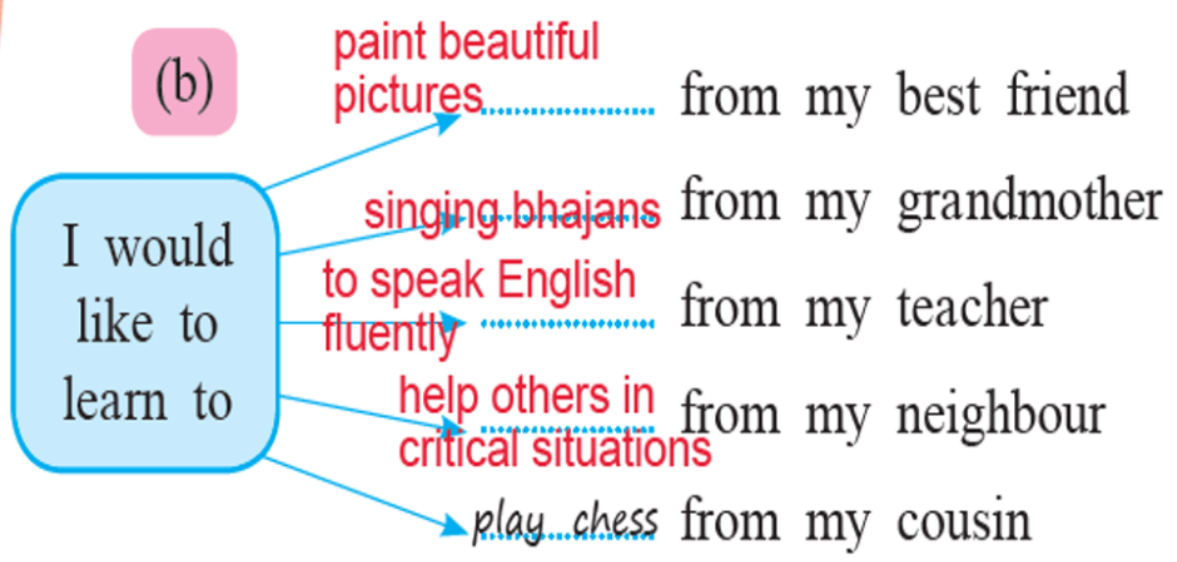 (b)
I would
like to
learn to
paint beautiful
pictures from my best friend
singing bhajans from my grandmother
to speak English
fluently from my teacher
help others in
critical situations from my neighbour
play chess from my cousin